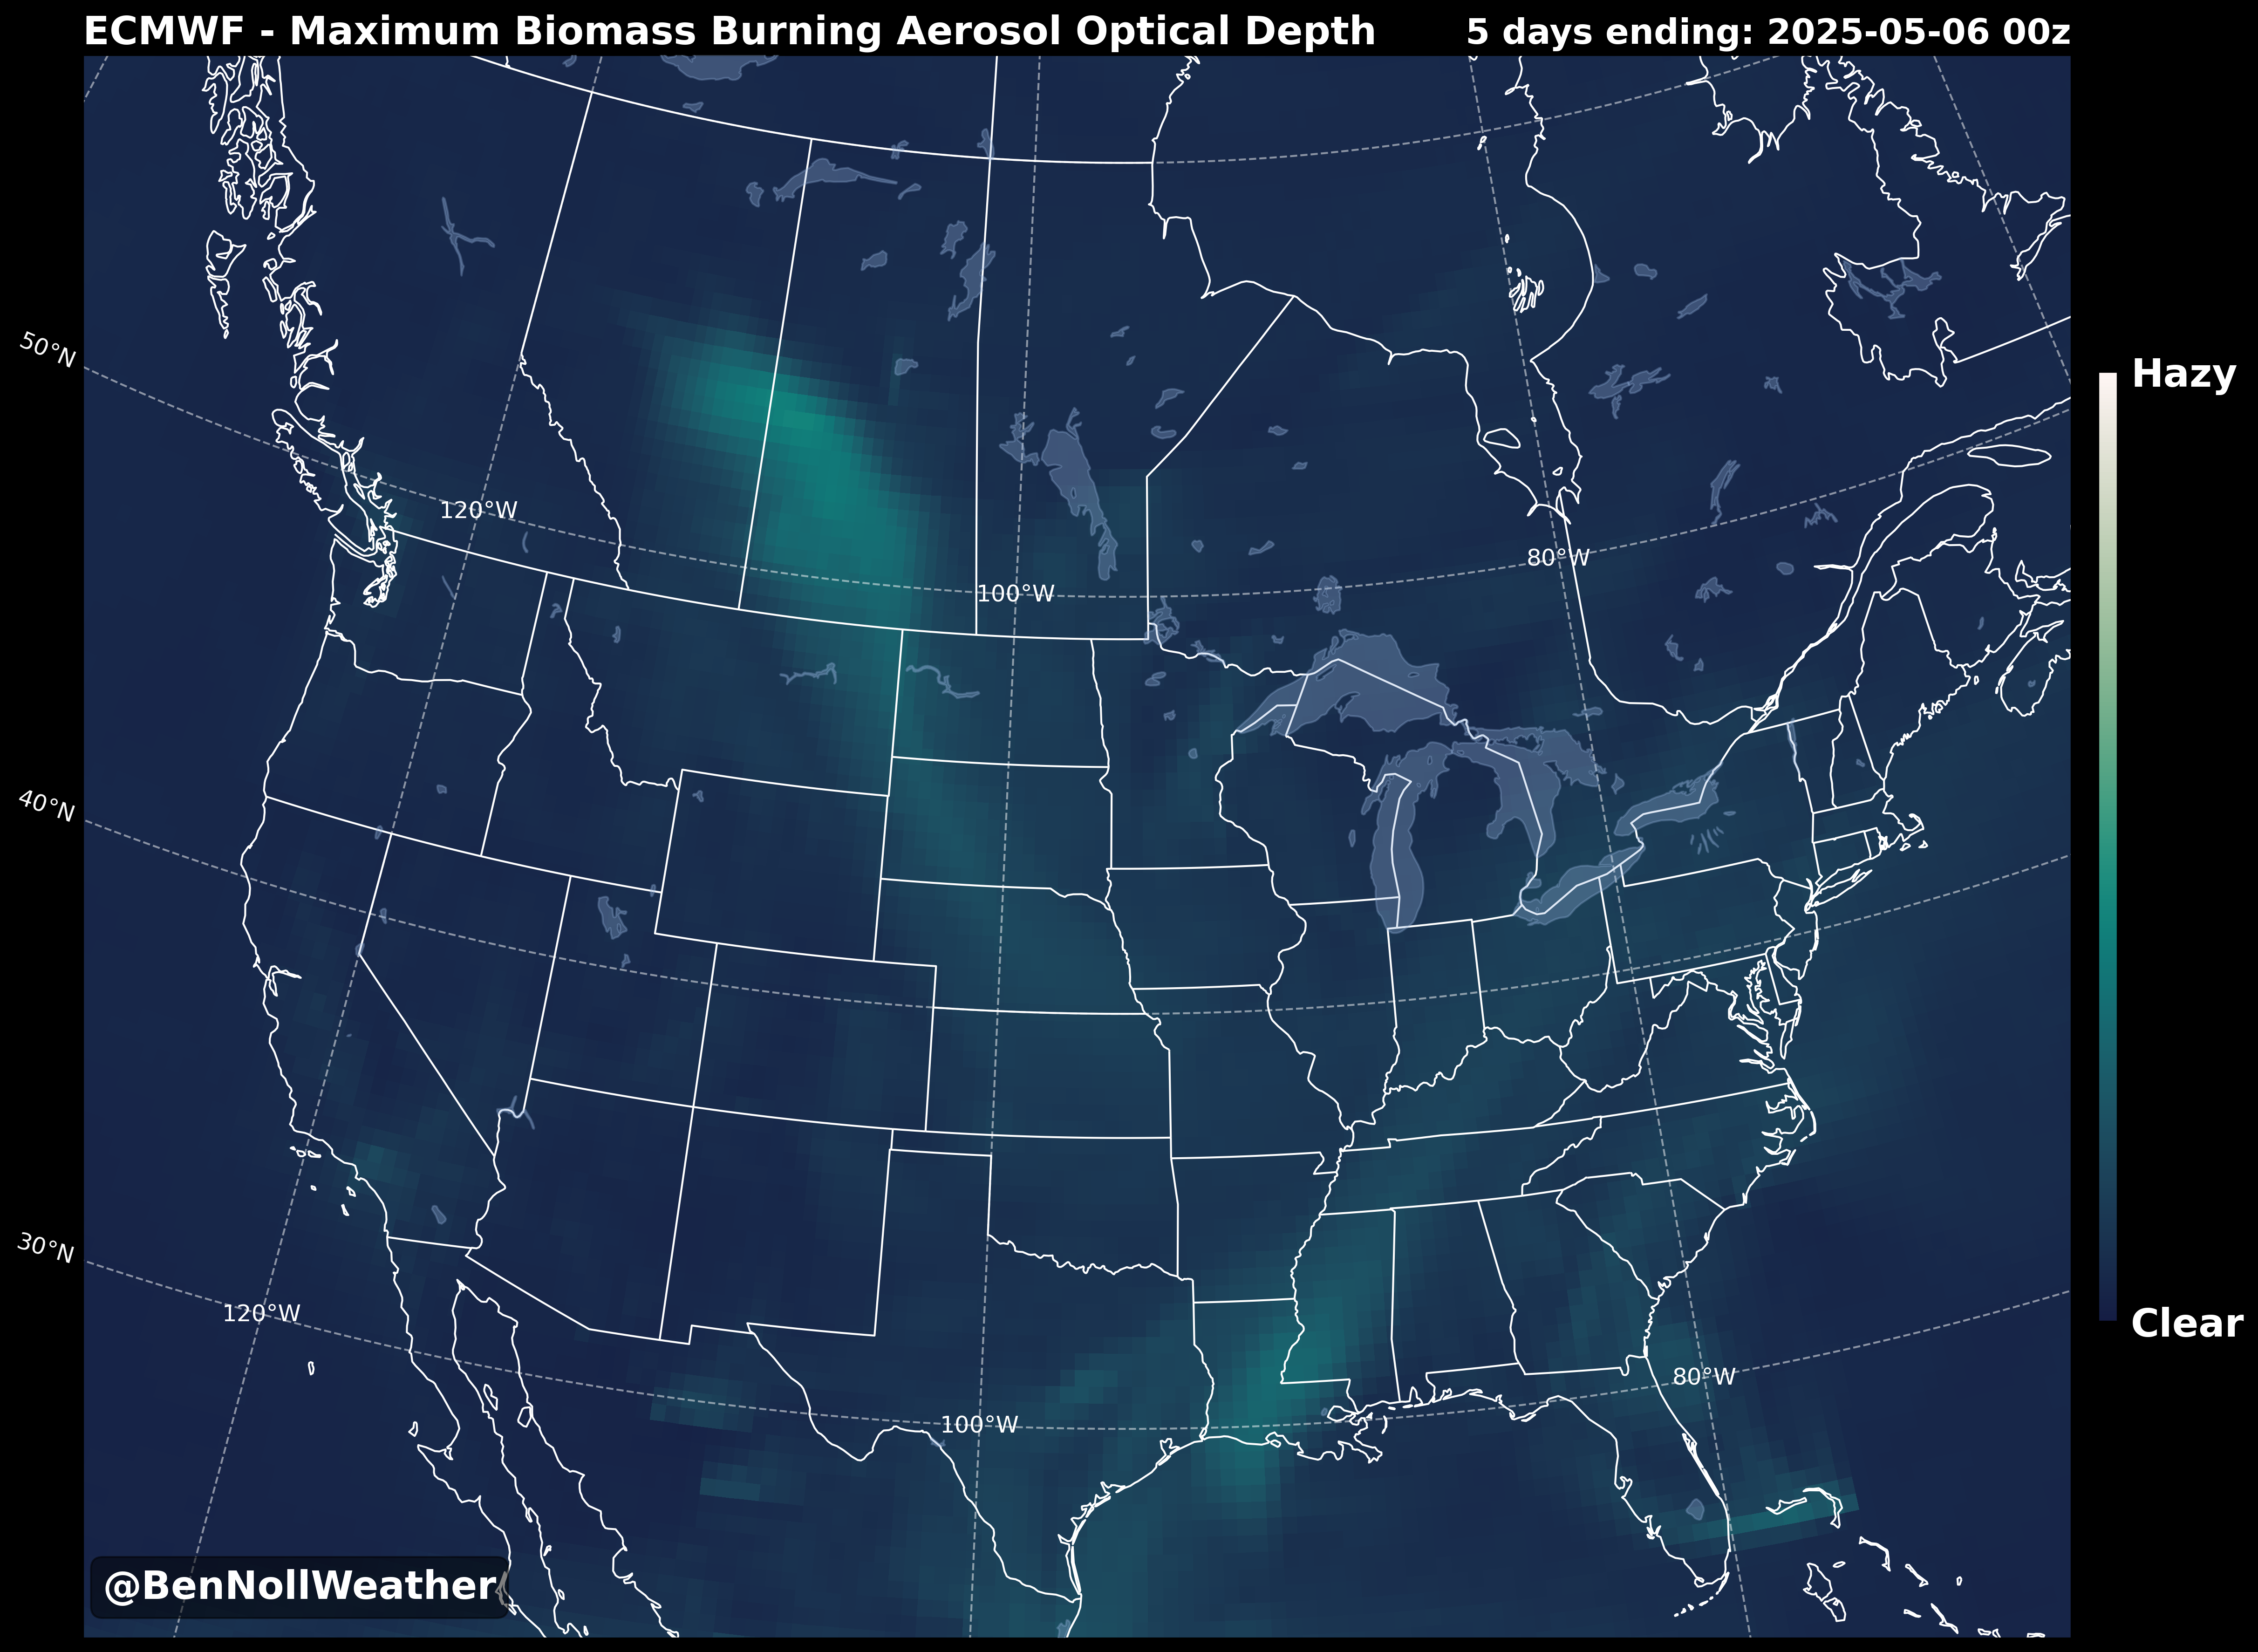 ECMWF - Maximum Biomass Burning Aerosol Optical Depth
5 days ending: 2025-05-06 00z
50°N
Hazy
120°W
80°W
100°W
40°N
30°N
120°W
Clear
80°W
100°W
@BenNollWeather